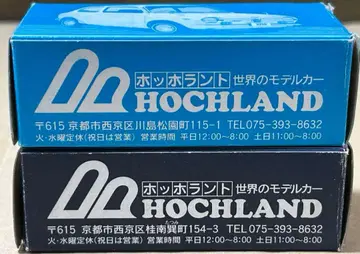 ホッホラント 世界のモデルカー
HOCHLAND
〒615 京都市西京区川島松園町115-1 TEL075-393-8632
火・水曜定休(祝日は営業) 営業時間 平日12:00〜8:00 土日11:00〜8:00
ホッホラント 世界のモデルカー
HOCHLAND
たつみ
〒615 京都市西京区桂南巽町154-3 TEL075-393-8632
火・水曜定休(祝日は営業) 営業時間 平日12:00〜8:00 土日11:00〜8:00